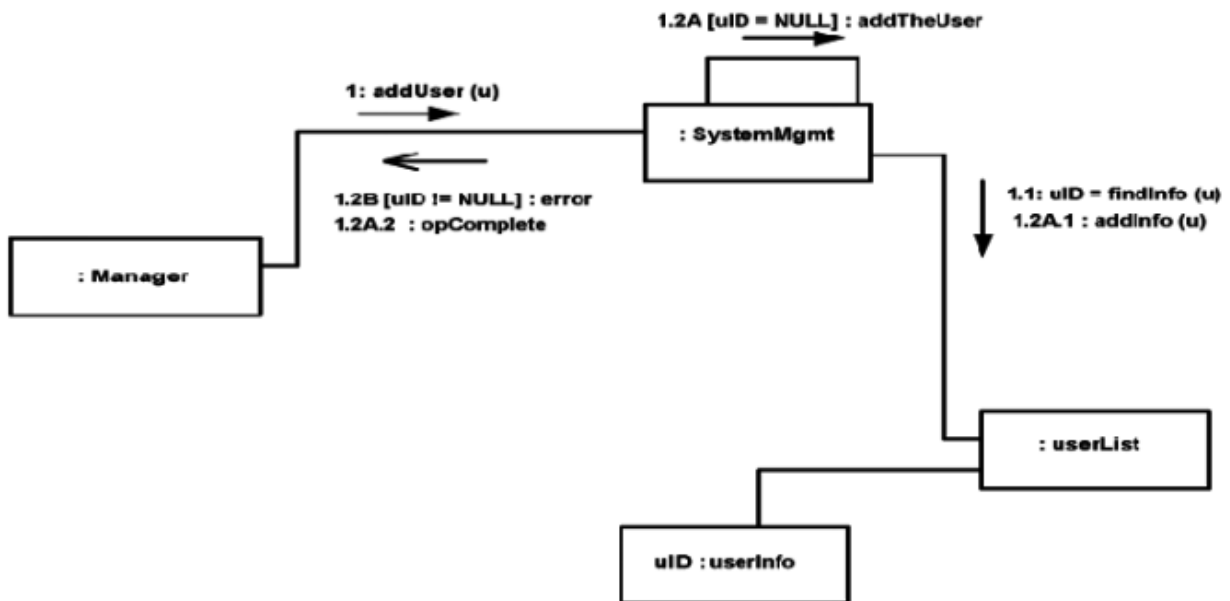 1.2A [uID = NULL] : addTheUser
1: addUser (u)
: SystemMgmt
1.2B [uID != NULL] : error
1.2A.2 : opComplete
1.1: uID = findInfo (u)
1.2A.1 : addInfo (u)
: Manager
: userList
uID : userInfo